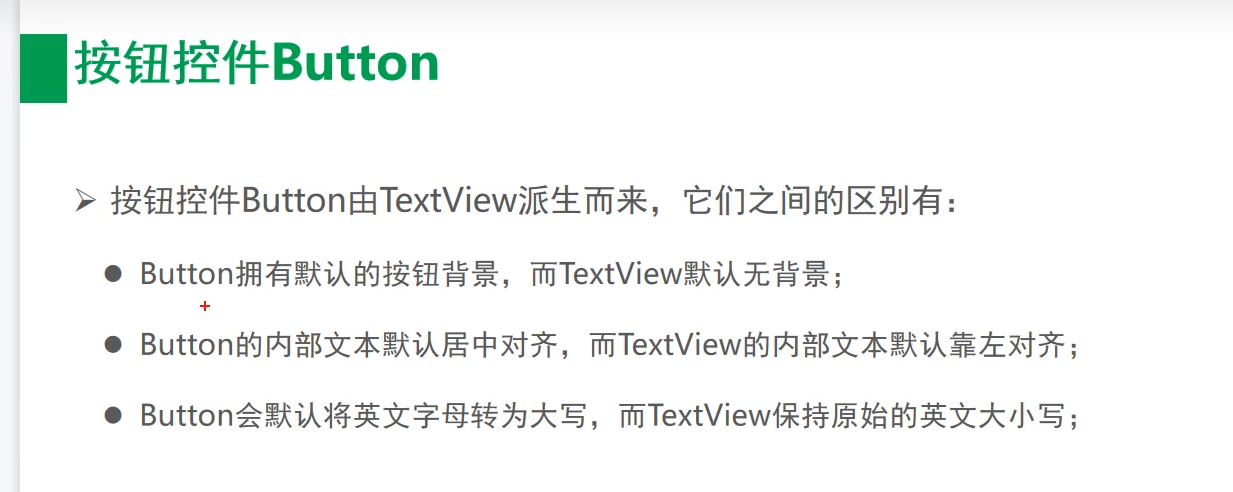 按钮控件Button
按钮控件Button由TextView派生而来，它们之间的区别有：
Button拥有默认的按钮背景，而TextView默认无背景；
Button的内部文本默认居中对齐，而TextView的内部文本默认靠左对齐；
Button会默认将英文字母转为大写，而TextView保持原始的英文大小写；